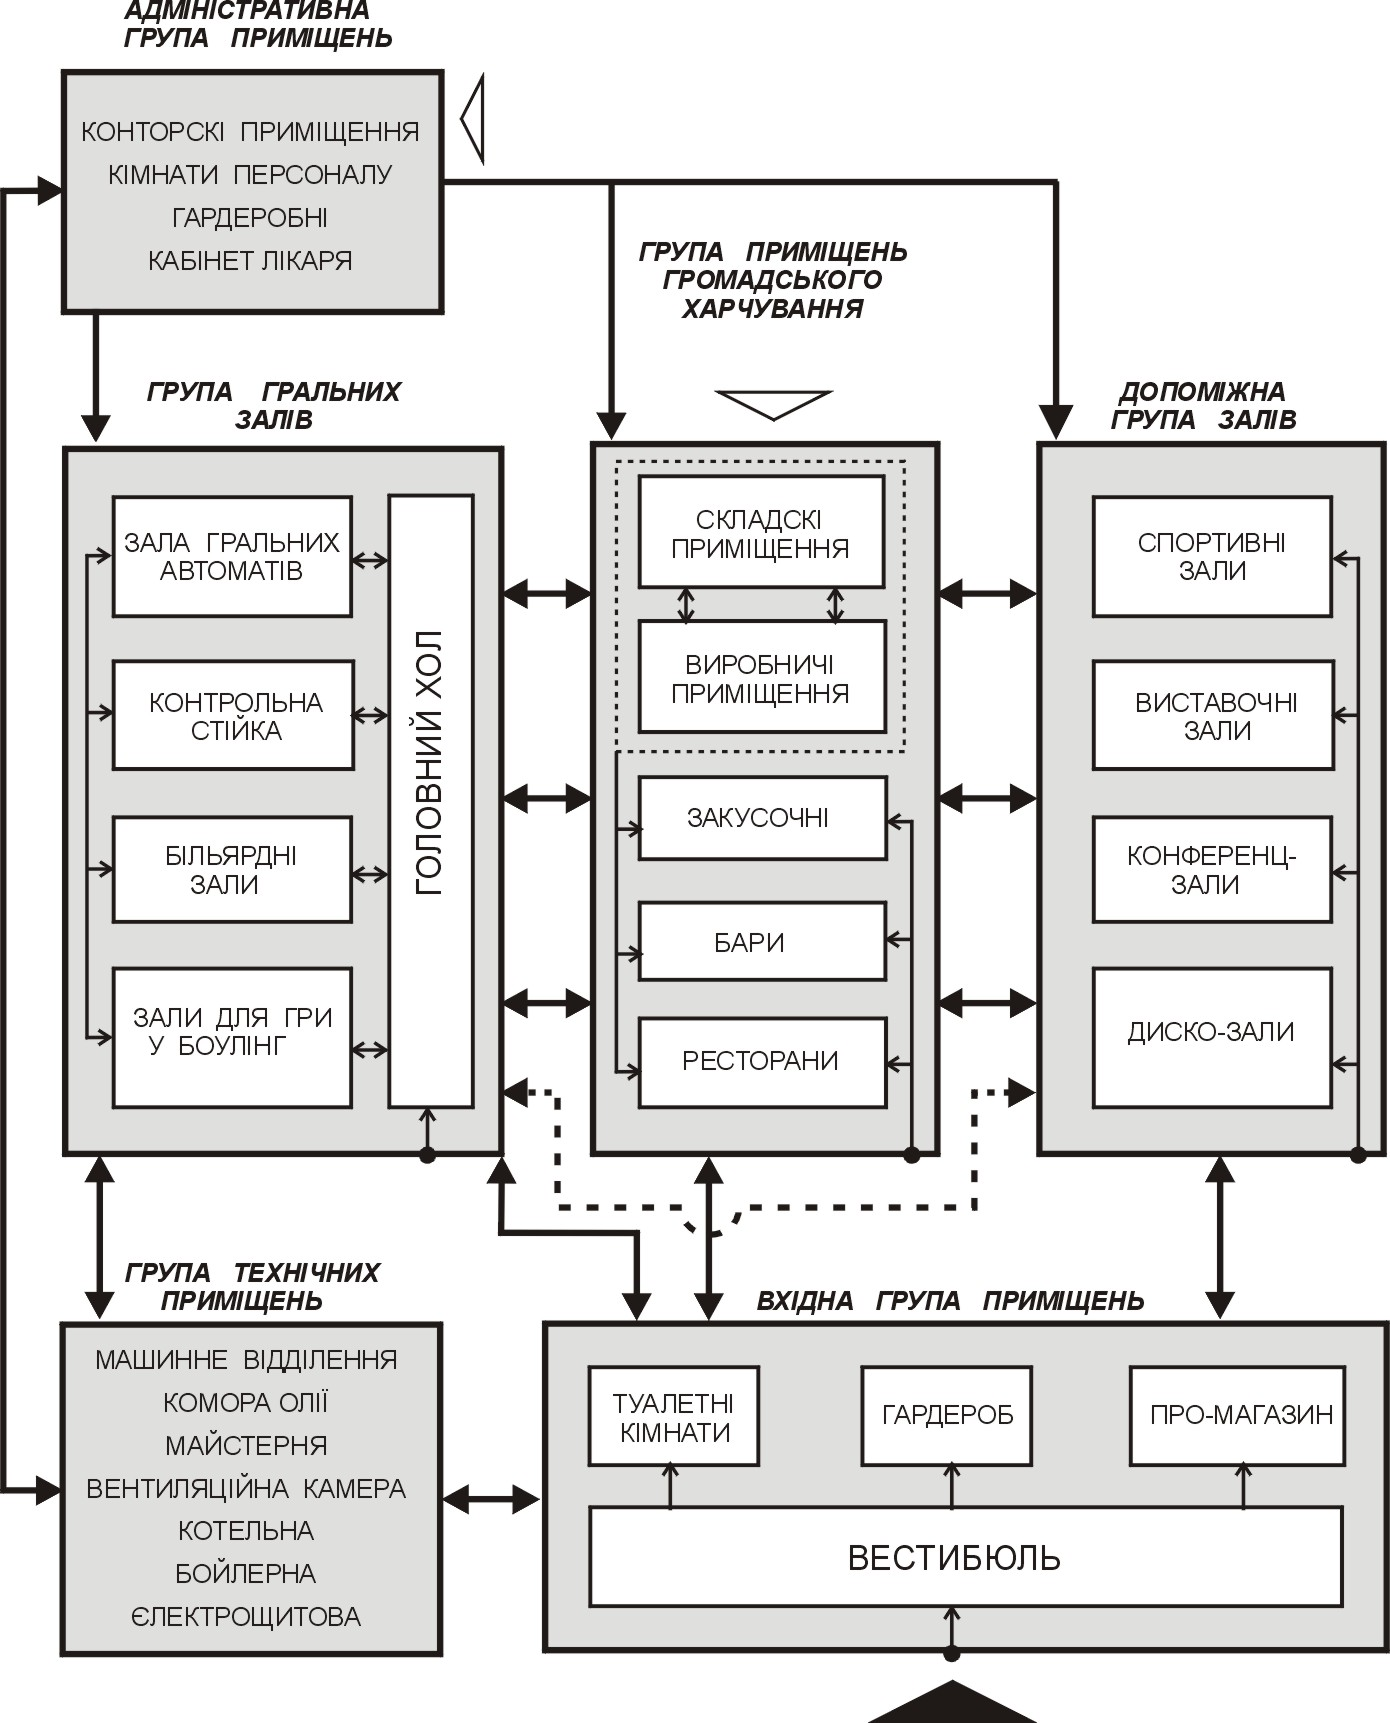 АДМІНІСТРАТИВНА
ГРУПА ПРИМІЩЕНЬ
КОНТОРСКІ ПРИМІЩЕННЯ
КІМНАТИ ПЕРСОНАЛУ
ГАРДЕРОБНІ
КАБІНЕТ ЛІКАРЯ
ГРУПА ПРИМІЩЕНЬ
ГРОМАДСЬКОГО
ХАРЧУВАННЯ
ГРУПА ГРАЛЬНИХ
ЗАЛІВ
ДОПОМІЖНА
ГРУПА ЗАЛІВ
ЗАЛА ГРАЛЬНИХ
АВТОМАТІВ
КОНТРОЛЬНА
СТІЙКА
БІЛЬЯРДНІ
ЗАЛИ
ЗАЛИ ДЛЯ ГРИ
У БОУЛІНГ
ГОЛОВНИЙ ХОЛ
СКЛАДСКІ
ПРИМІЩЕННЯ
ВИРОБНИЧІ
ПРИМІЩЕННЯ
ЗАКУСОЧНІ
БАРИ
РЕСТОРАНИ
СПОРТИВНІ
ЗАЛИ
ВИСТАВОЧНІ
ЗАЛИ
КОНФЕРЕНЦ-
ЗАЛИ
ДИСКО-ЗАЛИ
ГРУПА ТЕХНІЧНИХ
ПРИМІЩЕНЬ
МАШИННЕ ВІДДІЛЕННЯ
КОМОРА ОЛІЇ
МАЙСТЕРНЯ
ВЕНТИЛЯЦІЙНА КАМЕРА
КОТЕЛЬНА
БОЙЛЕРНА
ЄЛЕКТРОЩИТОВА
ВХІДНА ГРУПА ПРИМІЩЕНЬ
ТУАЛЕТНІ
КІМНАТИ
ГАРДЕРОБ
ПРО-МАГАЗИН
ВЕСТИБЮЛЬ